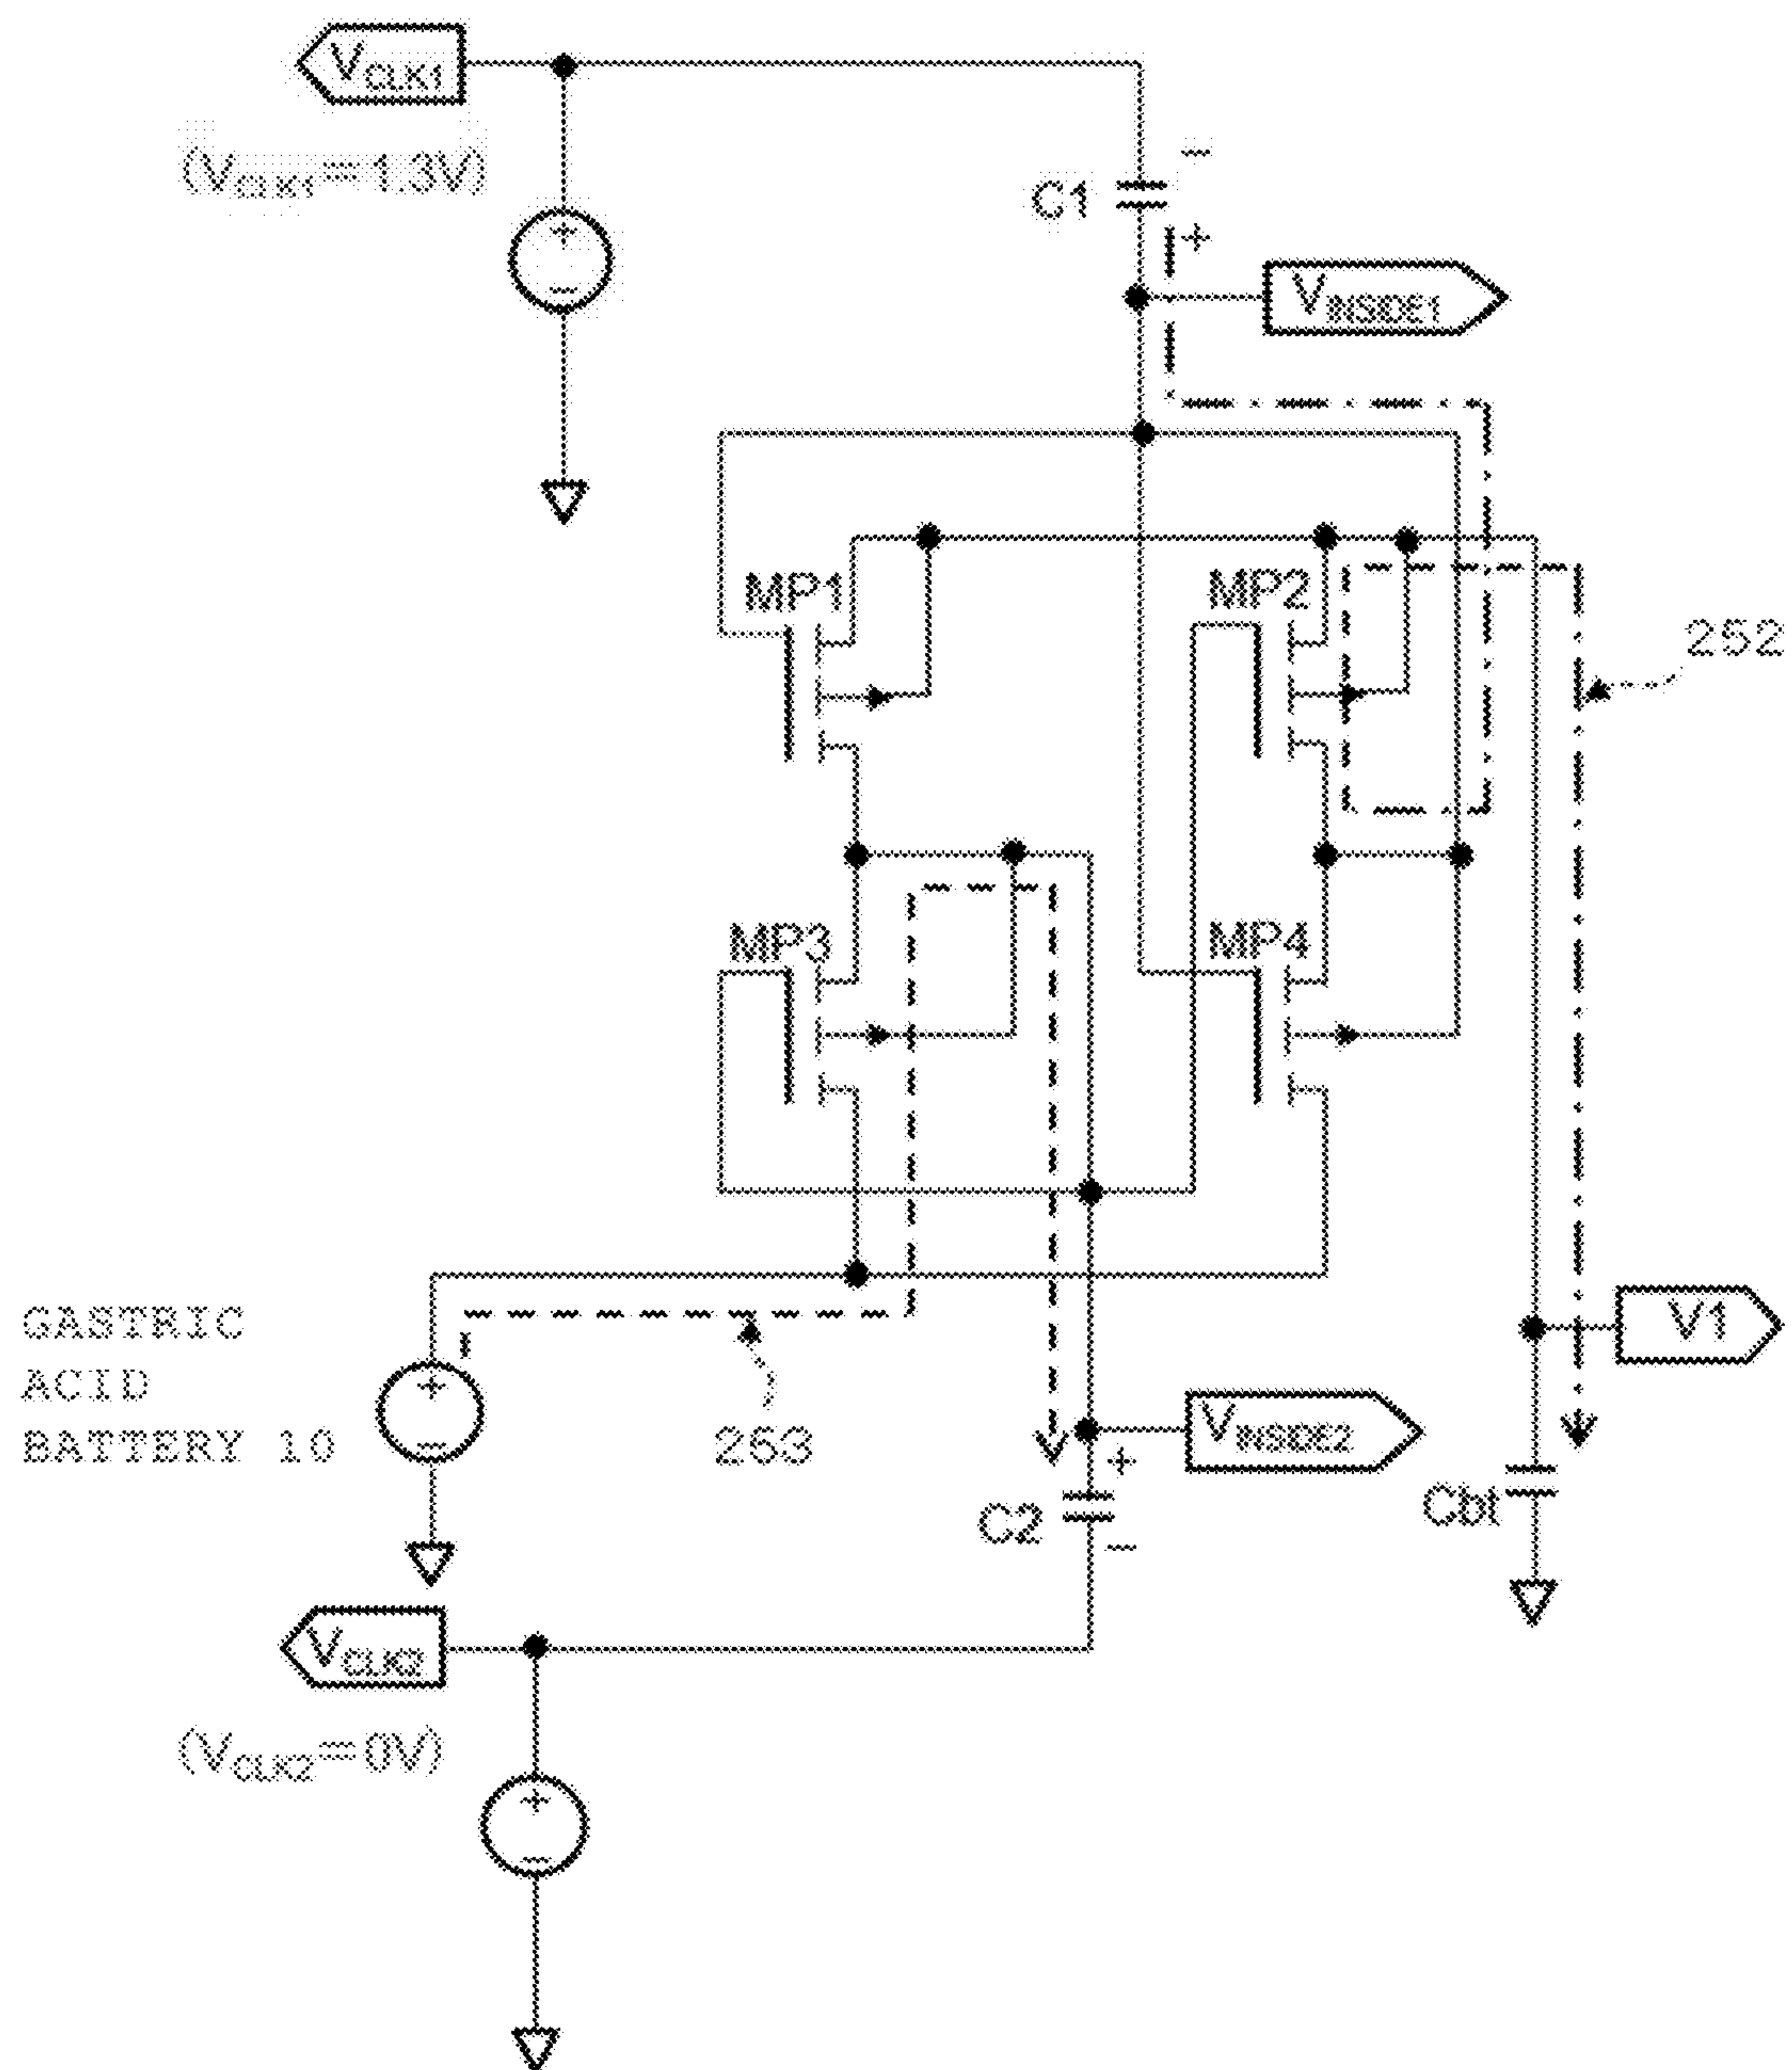 VCLK1
(VCLK1=1.3V)
+
−
−
C1
+
VINSIDE1
MP1
MP2
252
MP3
MP4
GASTRIC
ACID
BATTERY 10
+
−
253
V1
VINSIDE2
+
C2
−
Cbt
VCLK2
(VCLK2=0V)
+
−